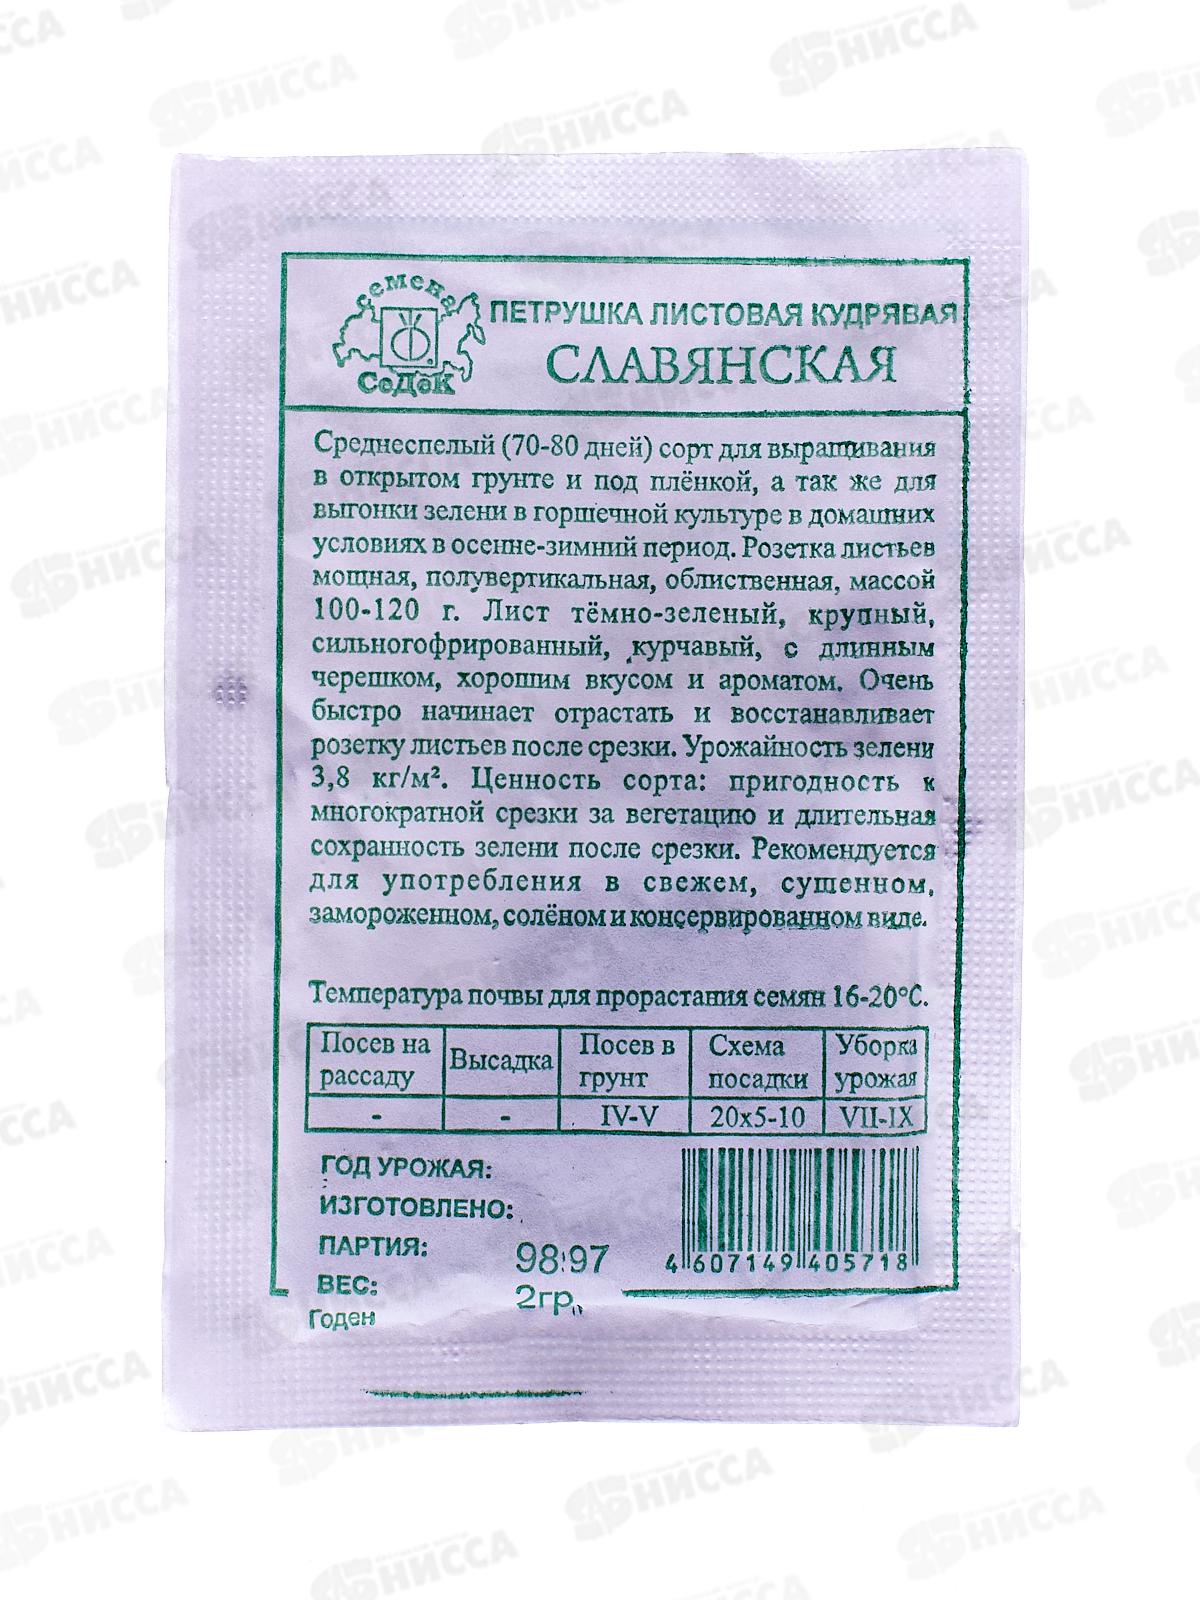 семена
СеДеК
ПЕТРУШКА ЛИСТОВАЯ КУДРЯВАЯ
СЛАВЯНСКАЯ
Среднеспелый (70-80 дней) сорт для выращивания
в открытом грунте и под плёнкой, а так же для
выгонки зелени в горшечной культуре в домашних
условиях в осенне-зимний период. Розетка листьев
мощная, полувертикальная, облиственная, массой
100-120 г. Лист тёмно-зеленый, крупный,
сильногофрированный, курчавый, с длинным
черешком, хорошим вкусом и ароматом. Очень
быстро начинает отрастать и восстанавливает
розетку листьев после срезки. Урожайность зелени
3,8 кг/м². Ценность сорта: пригодность к
многократной срезки за вегетацию и длительная
сохранность зелени после срезки. Рекомендуется
для употребления в свежем, сушенном,
замороженном, солёном и консервированном виде.
Температура почвы для прорастания семян 16-20°С.
Посев на рассаду Высадка Посев в грунт Схема посадки Уборка урожая
- - IV-V 20x5-10 VII-IX
ГОД УРОЖАЯ:
ИЗГОТОВЛЕНО:
ПАРТИЯ: 98:97
ВЕС: 2гр.
Годен
4 607149 405718
НИССА